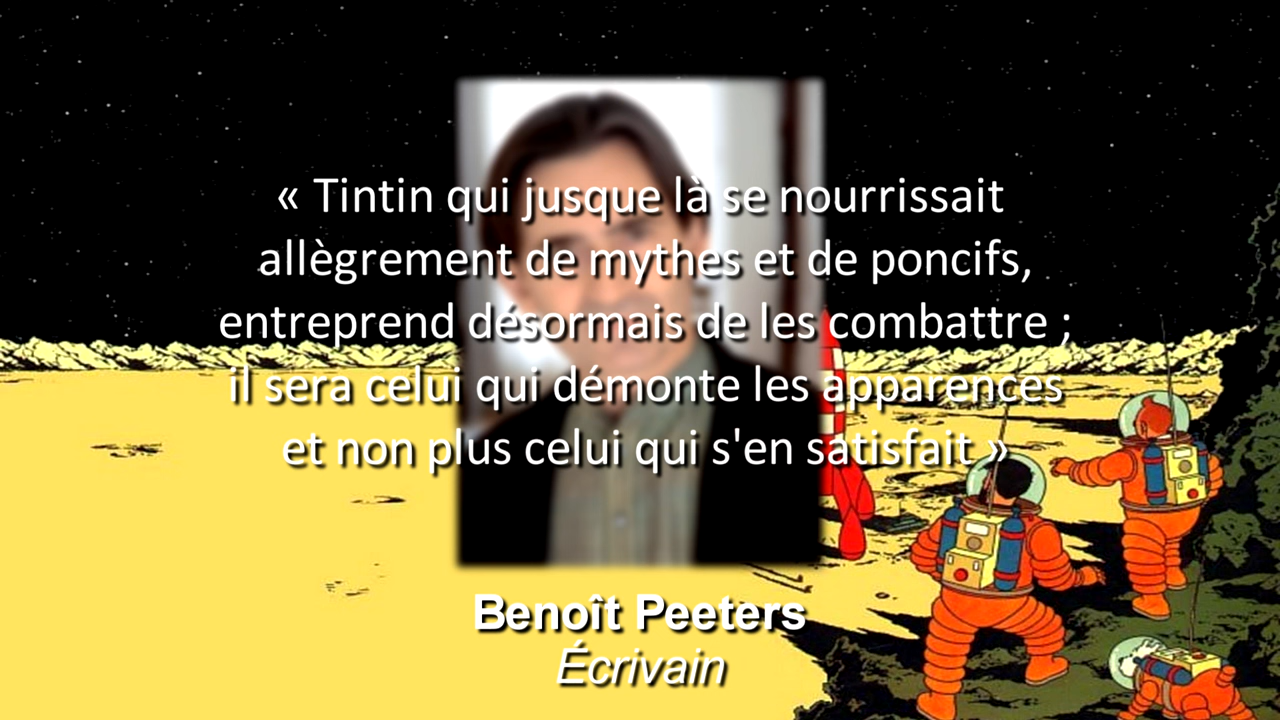 « Tintin qui jusque là se nourrissait
allègrement de mythes et de poncifs,
entreprend désormais de les combattre ;
il sera celui qui démonte les apparences
et non plus celui qui s'en satisfait »
Benoît Peeters
Écrivain